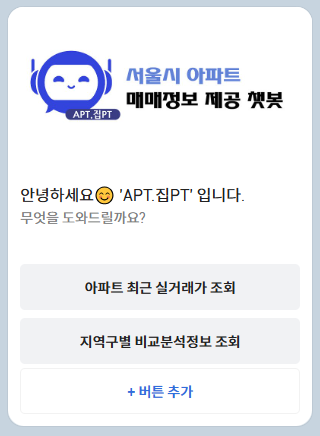 서울시 아파트
매매정보 제공 챗봇
APT.집PT
안녕하세요😊 'APT.집PT' 입니다.
무엇을 도와드릴까요?
아파트 최근 실거래가 조회
지역구별 비교분석정보 조회
+ 버튼 추가